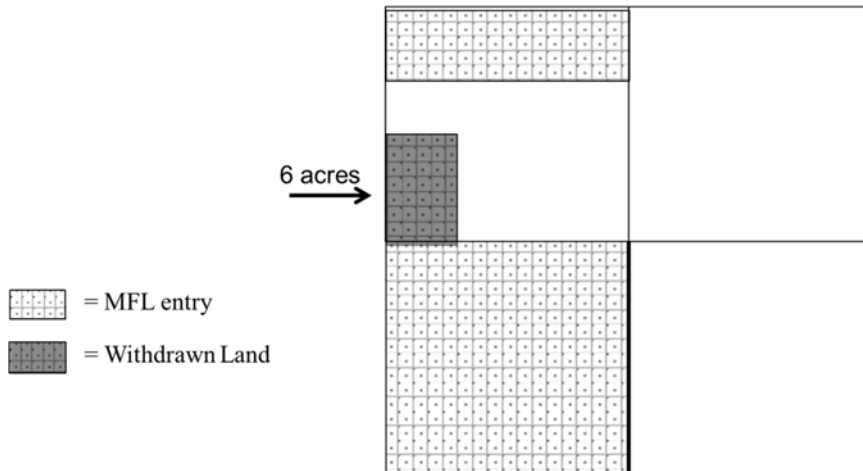 6 acres
= MFL entry
= Withdrawn Land